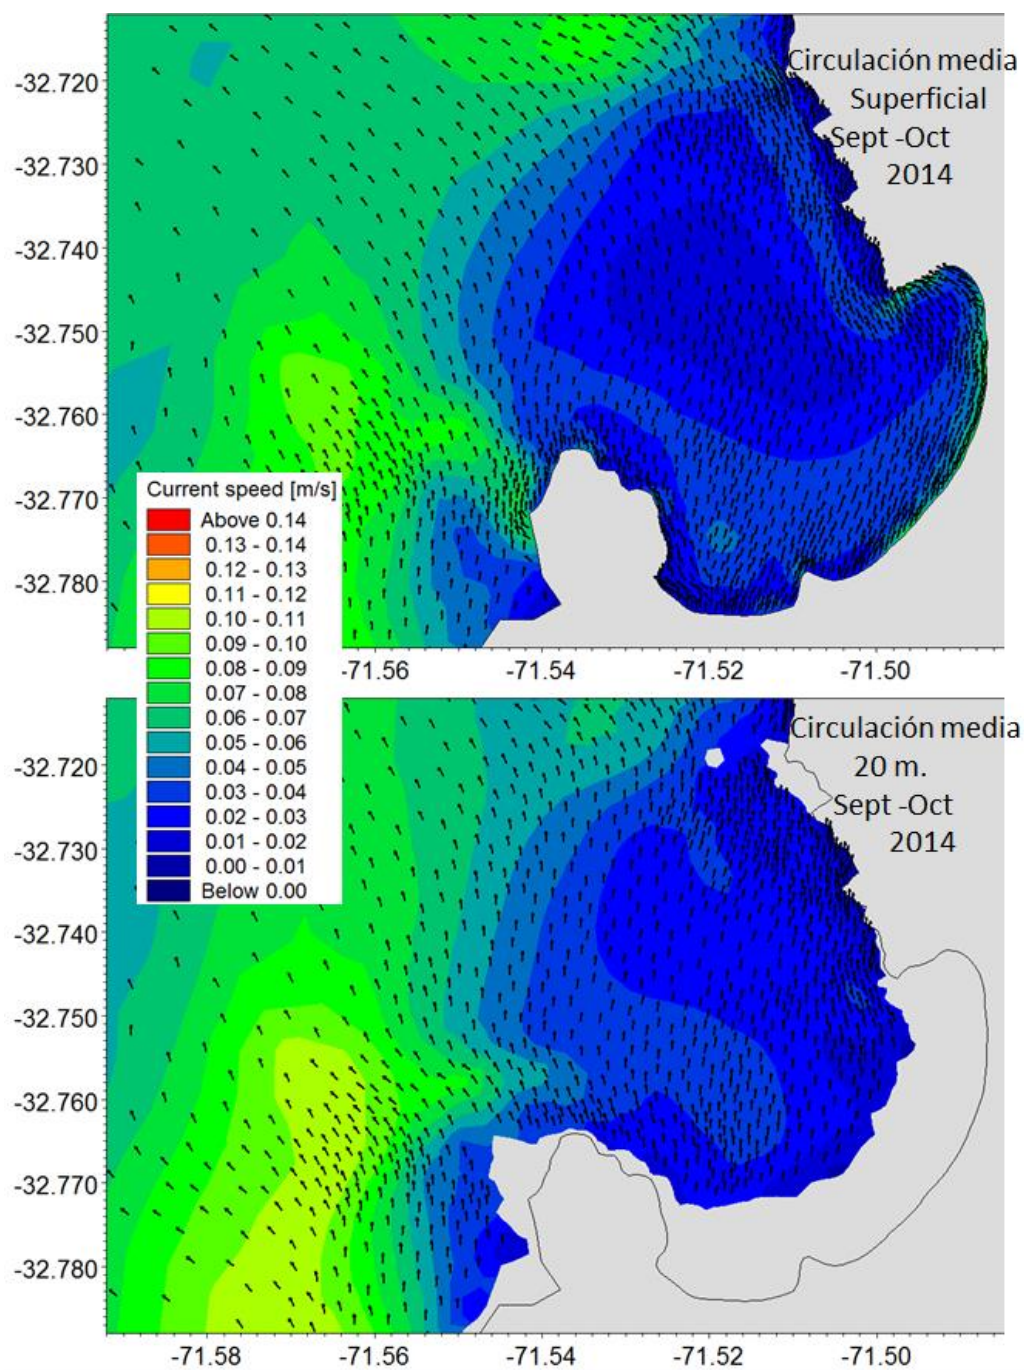 -32.720
-32.730
-32.740
-32.750
-32.760
-32.770
-32.780
Circulación media
Superficial
Sept -Oct
2014
Current speed [m/s]
Above 0.14
0.13 - 0.14
0.12 - 0.13
0.11 - 0.12
0.10 - 0.11
0.09 - 0.10
0.08 - 0.09
0.07 - 0.08
0.06 - 0.07
0.05 - 0.06
0.04 - 0.05
0.03 - 0.04
0.02 - 0.03
0.01 - 0.02
0.00 - 0.01
Below 0.00
-71.56 -71.54 -71.52 -71.50
-32.720
-32.730
-32.740
-32.750
-32.760
-32.770
-32.780
Circulación media
20 m.
Sept -Oct
2014
-71.58 -71.56 -71.54 -71.52 -71.50